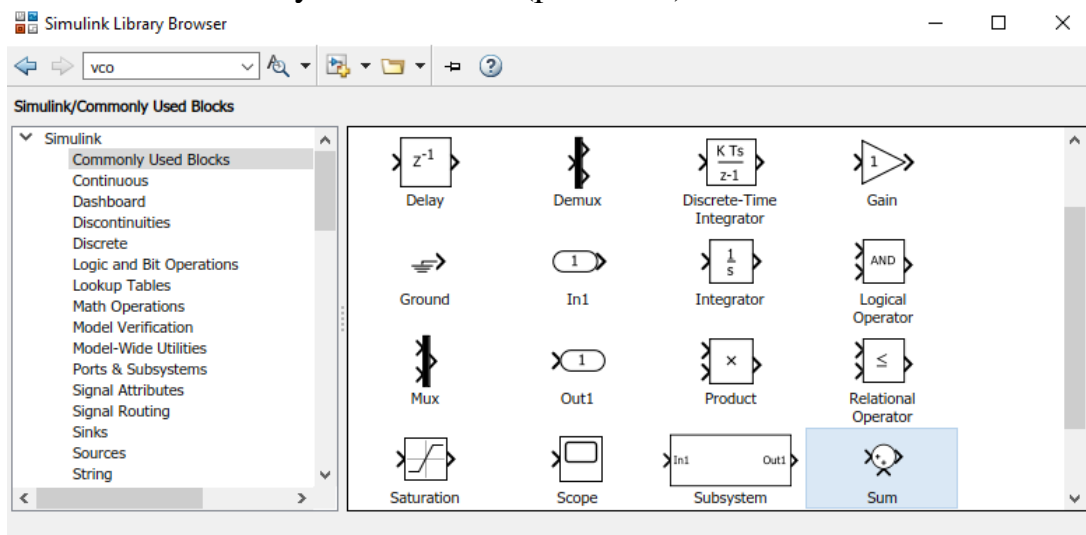 Simulink Library Browser
vco
Simulink/Commonly Used Blocks
Simulink
Commonly Used Blocks
Continuous
Dashboard
Discontinuities
Discrete
Logic and Bit Operations
Lookup Tables
Math Operations
Model Verification
Model-Wide Utilities
Ports & Subsystems
Signal Attributes
Signal Routing
Sinks
Sources
String
z-1
Delay
Demux
K Ts
z-1
Discrete-Time
Integrator
1
Gain
Ground
1
In1
1
s
Integrator
AND
Logical
Operator
Mux
1
Out1
×
Product
≤
Relational
Operator
Saturation
Scope
In1 Out1
Subsystem
++
Sum